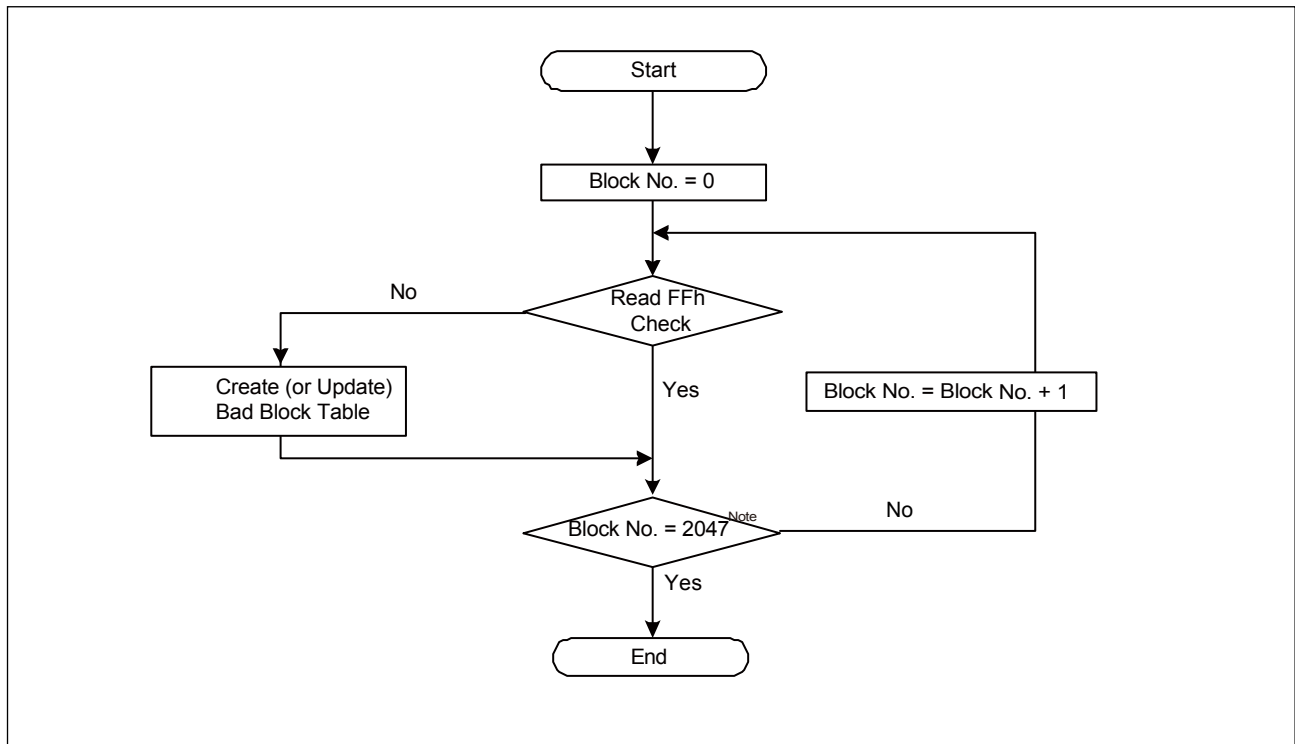 Start
Block No. = 0
No
Read FFh
Check
Create (or Update)
Bad Block Table
Yes
Block No. = Block No. + 1
Block No. = 2047 Note
No
Yes
End